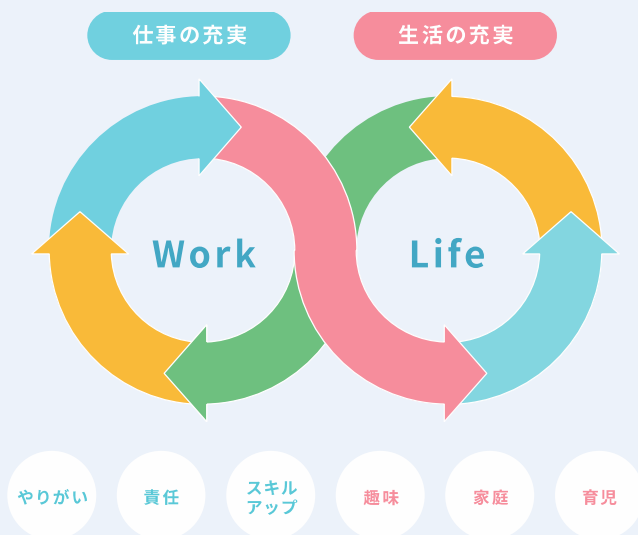 仕事の充実
生活の充実
Work
Life
やりがい
責任
スキル
アップ
趣味
家庭
育児